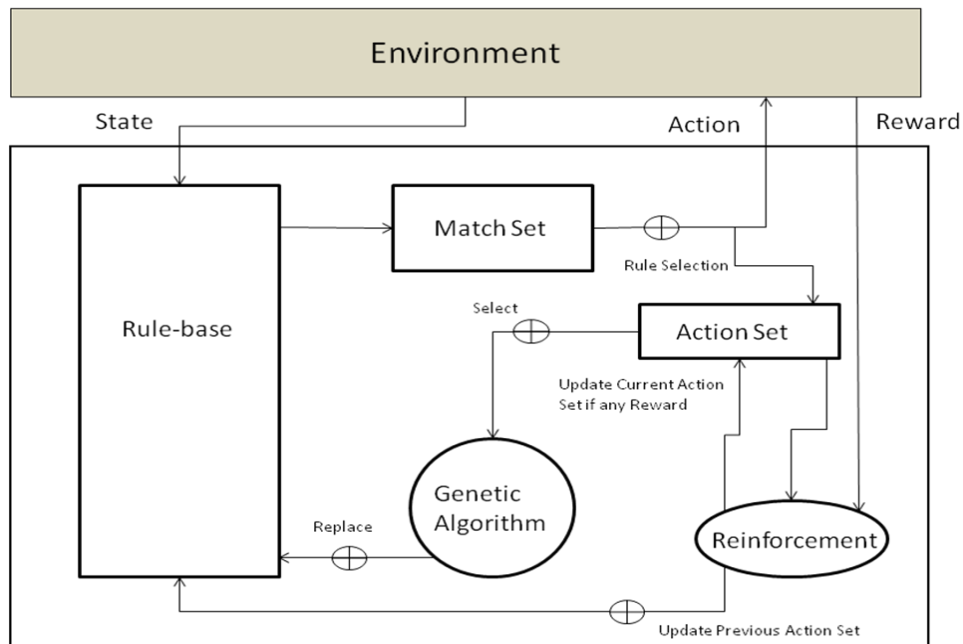 Environment
State
Action
Reward
Match Set
Rule Selection
Rule-base
Select
Action Set
Update Current Action
Set if any Reward
Genetic
Algorithm
Replace
Reinforcement
Update Previous Action Set